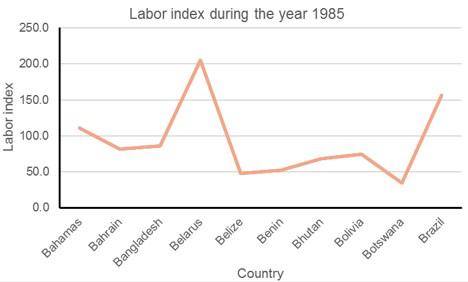 Labor index during the year 1985
250.0
200.0
150.0
100.0
50.0
0.0
Labor index
Bahamas
Bahrain
Bangladesh
Belarus
Belize
Benin
Bhutan
Bolivia
Botswana
Brazil
Country